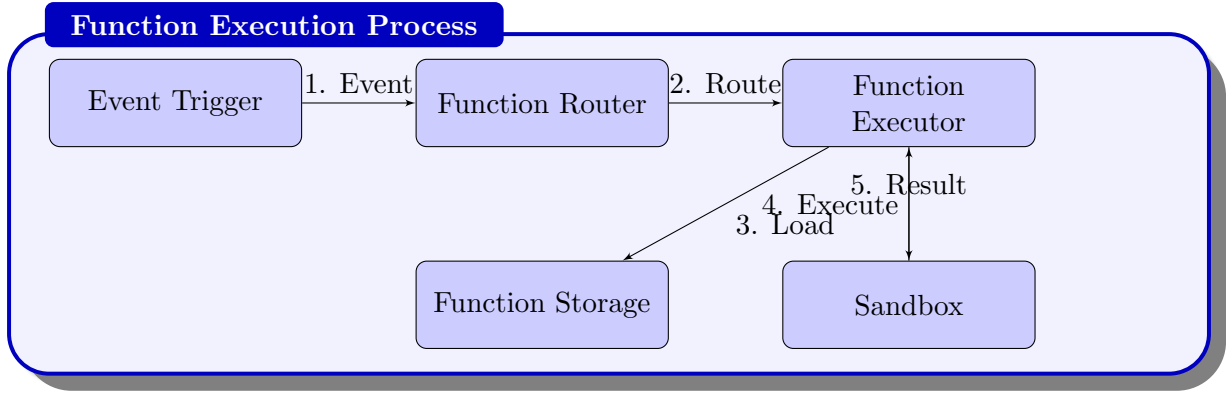 Function Execution Process
Event Trigger
1. Event
Function Router
2. Route
Function
Executor
5. Result
4. Execute
3. Load
Function Storage
Sandbox